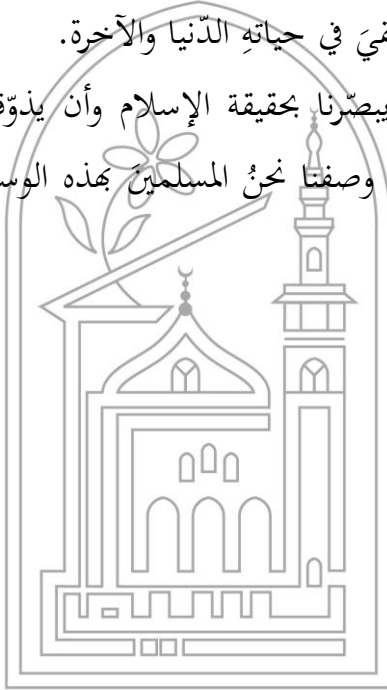 في حياتهِ الدّنيا والآخرة.
يبصّرنا بحقيقة الإسلام وأن
وصفنا نحنُ المسلمينَ بهذه